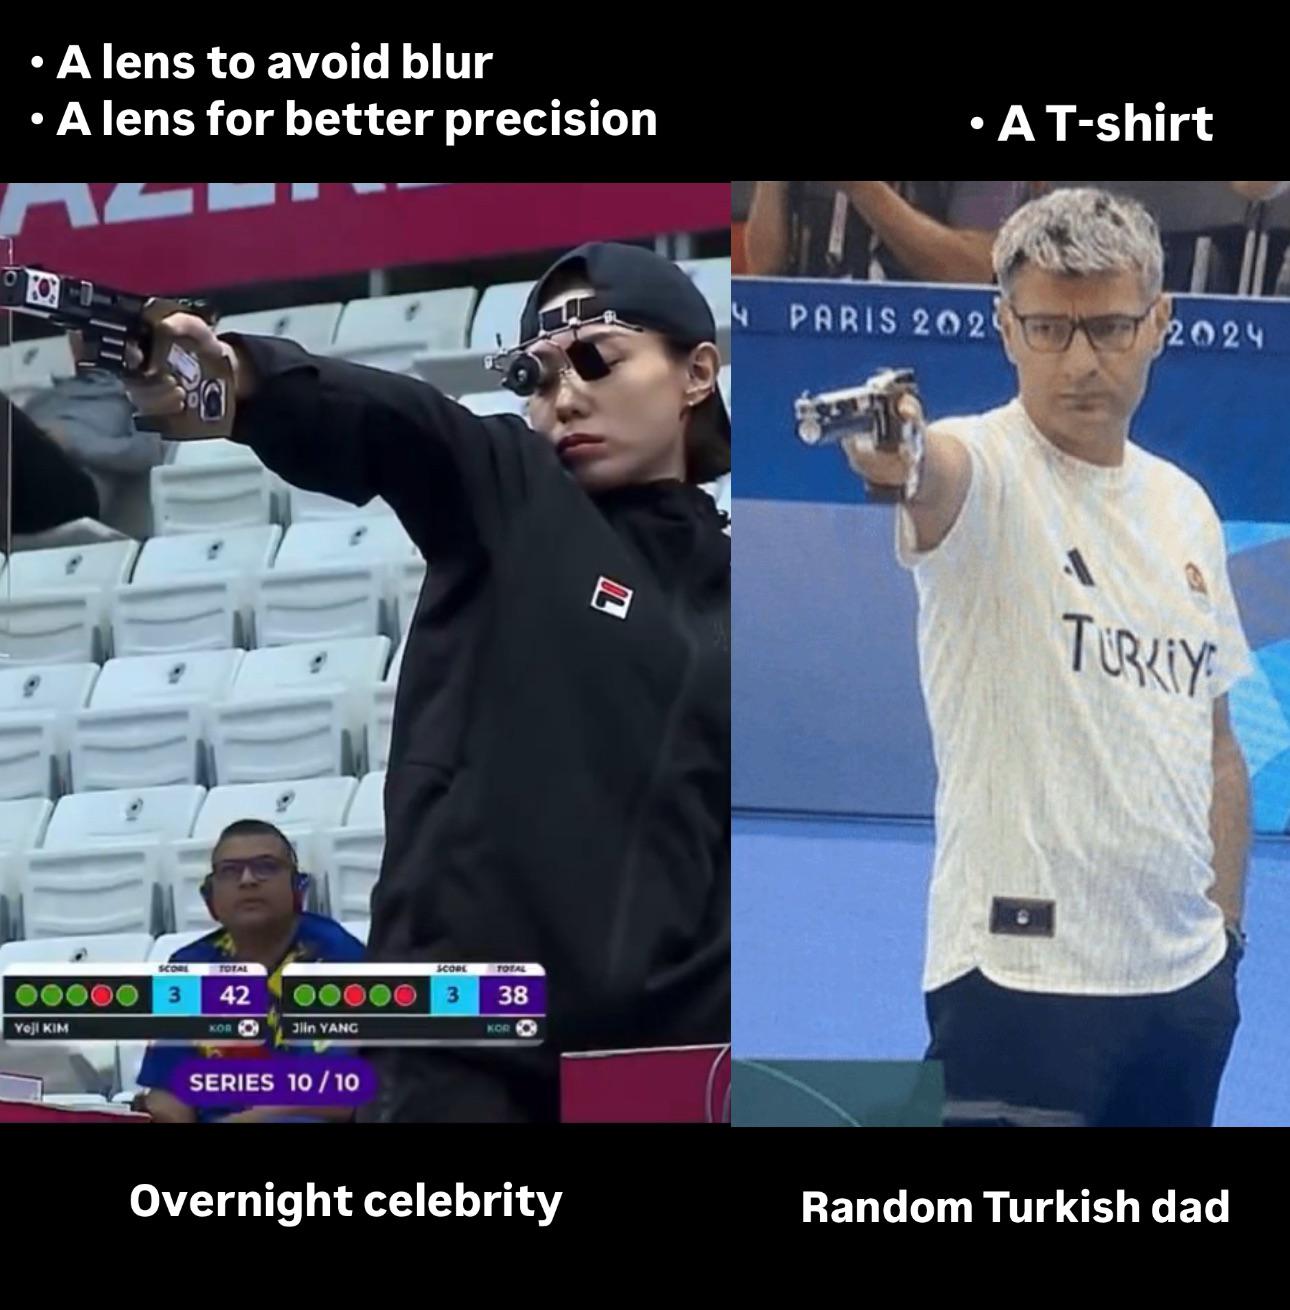 • A lens to avoid blur
• A lens for better precision
• A T-shirt
PARIS 2024
2024
TÜRKİY
SCORE TOTAL SCORE TOTAL
3 42 3 38
Yeji KIM KOR Jiin YANG KOR
SERIES 10 / 10
Overnight celebrity
Random Turkish dad